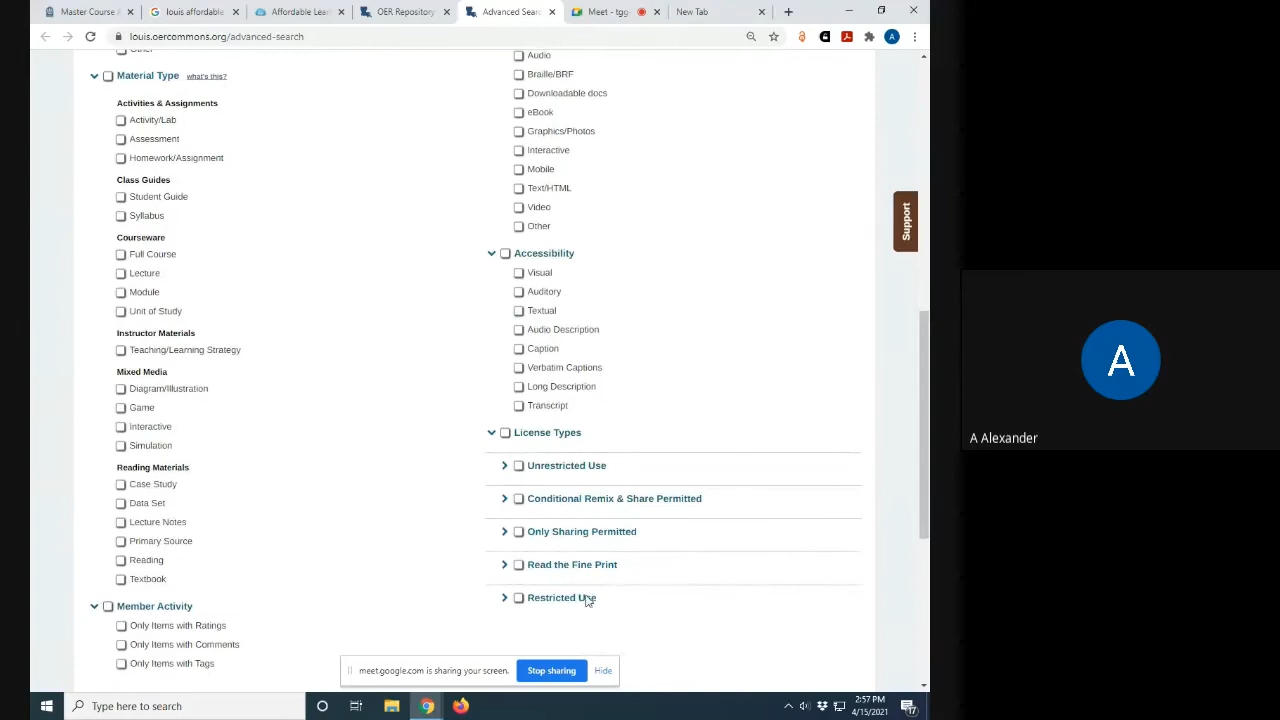 Master Course A
louis affordable
Affordable Lear
OER Repository
Advanced Sear
Meet - tgg
New Tab
louis.oercommons.org/advanced-search
A
Other
Material Type what's this?
Activities & Assignments
Activity/Lab
Assessment
Homework/Assignment
Class Guides
Student Guide
Syllabus
Courseware
Full Course
Lecture
Module
Unit of Study
Instructor Materials
Teaching/Learning Strategy
Mixed Media
Diagram/Illustration
Game
Interactive
Simulation
Reading Materials
Case Study
Data Set
Lecture Notes
Primary Source
Reading
Textbook
Member Activity
Only Items with Ratings
Only Items with Comments
Only Items with Tags
Audio
Braille/BRF
Downloadable docs
eBook
Graphics/Photos
Interactive
Mobile
Text/HTML
Video
Other
Accessibility
Visual
Auditory
Textual
Audio Description
Caption
Verbatim Captions
Long Description
Transcript
License Types
Unrestricted Use
Conditional Remix & Share Permitted
Only Sharing Permitted
Read the Fine Print
Restricted Use
Support
meet.google.com is sharing your screen.
Stop sharing
Hide
A
A Alexander
Type here to search
2:57 PM
4/15/2021
17